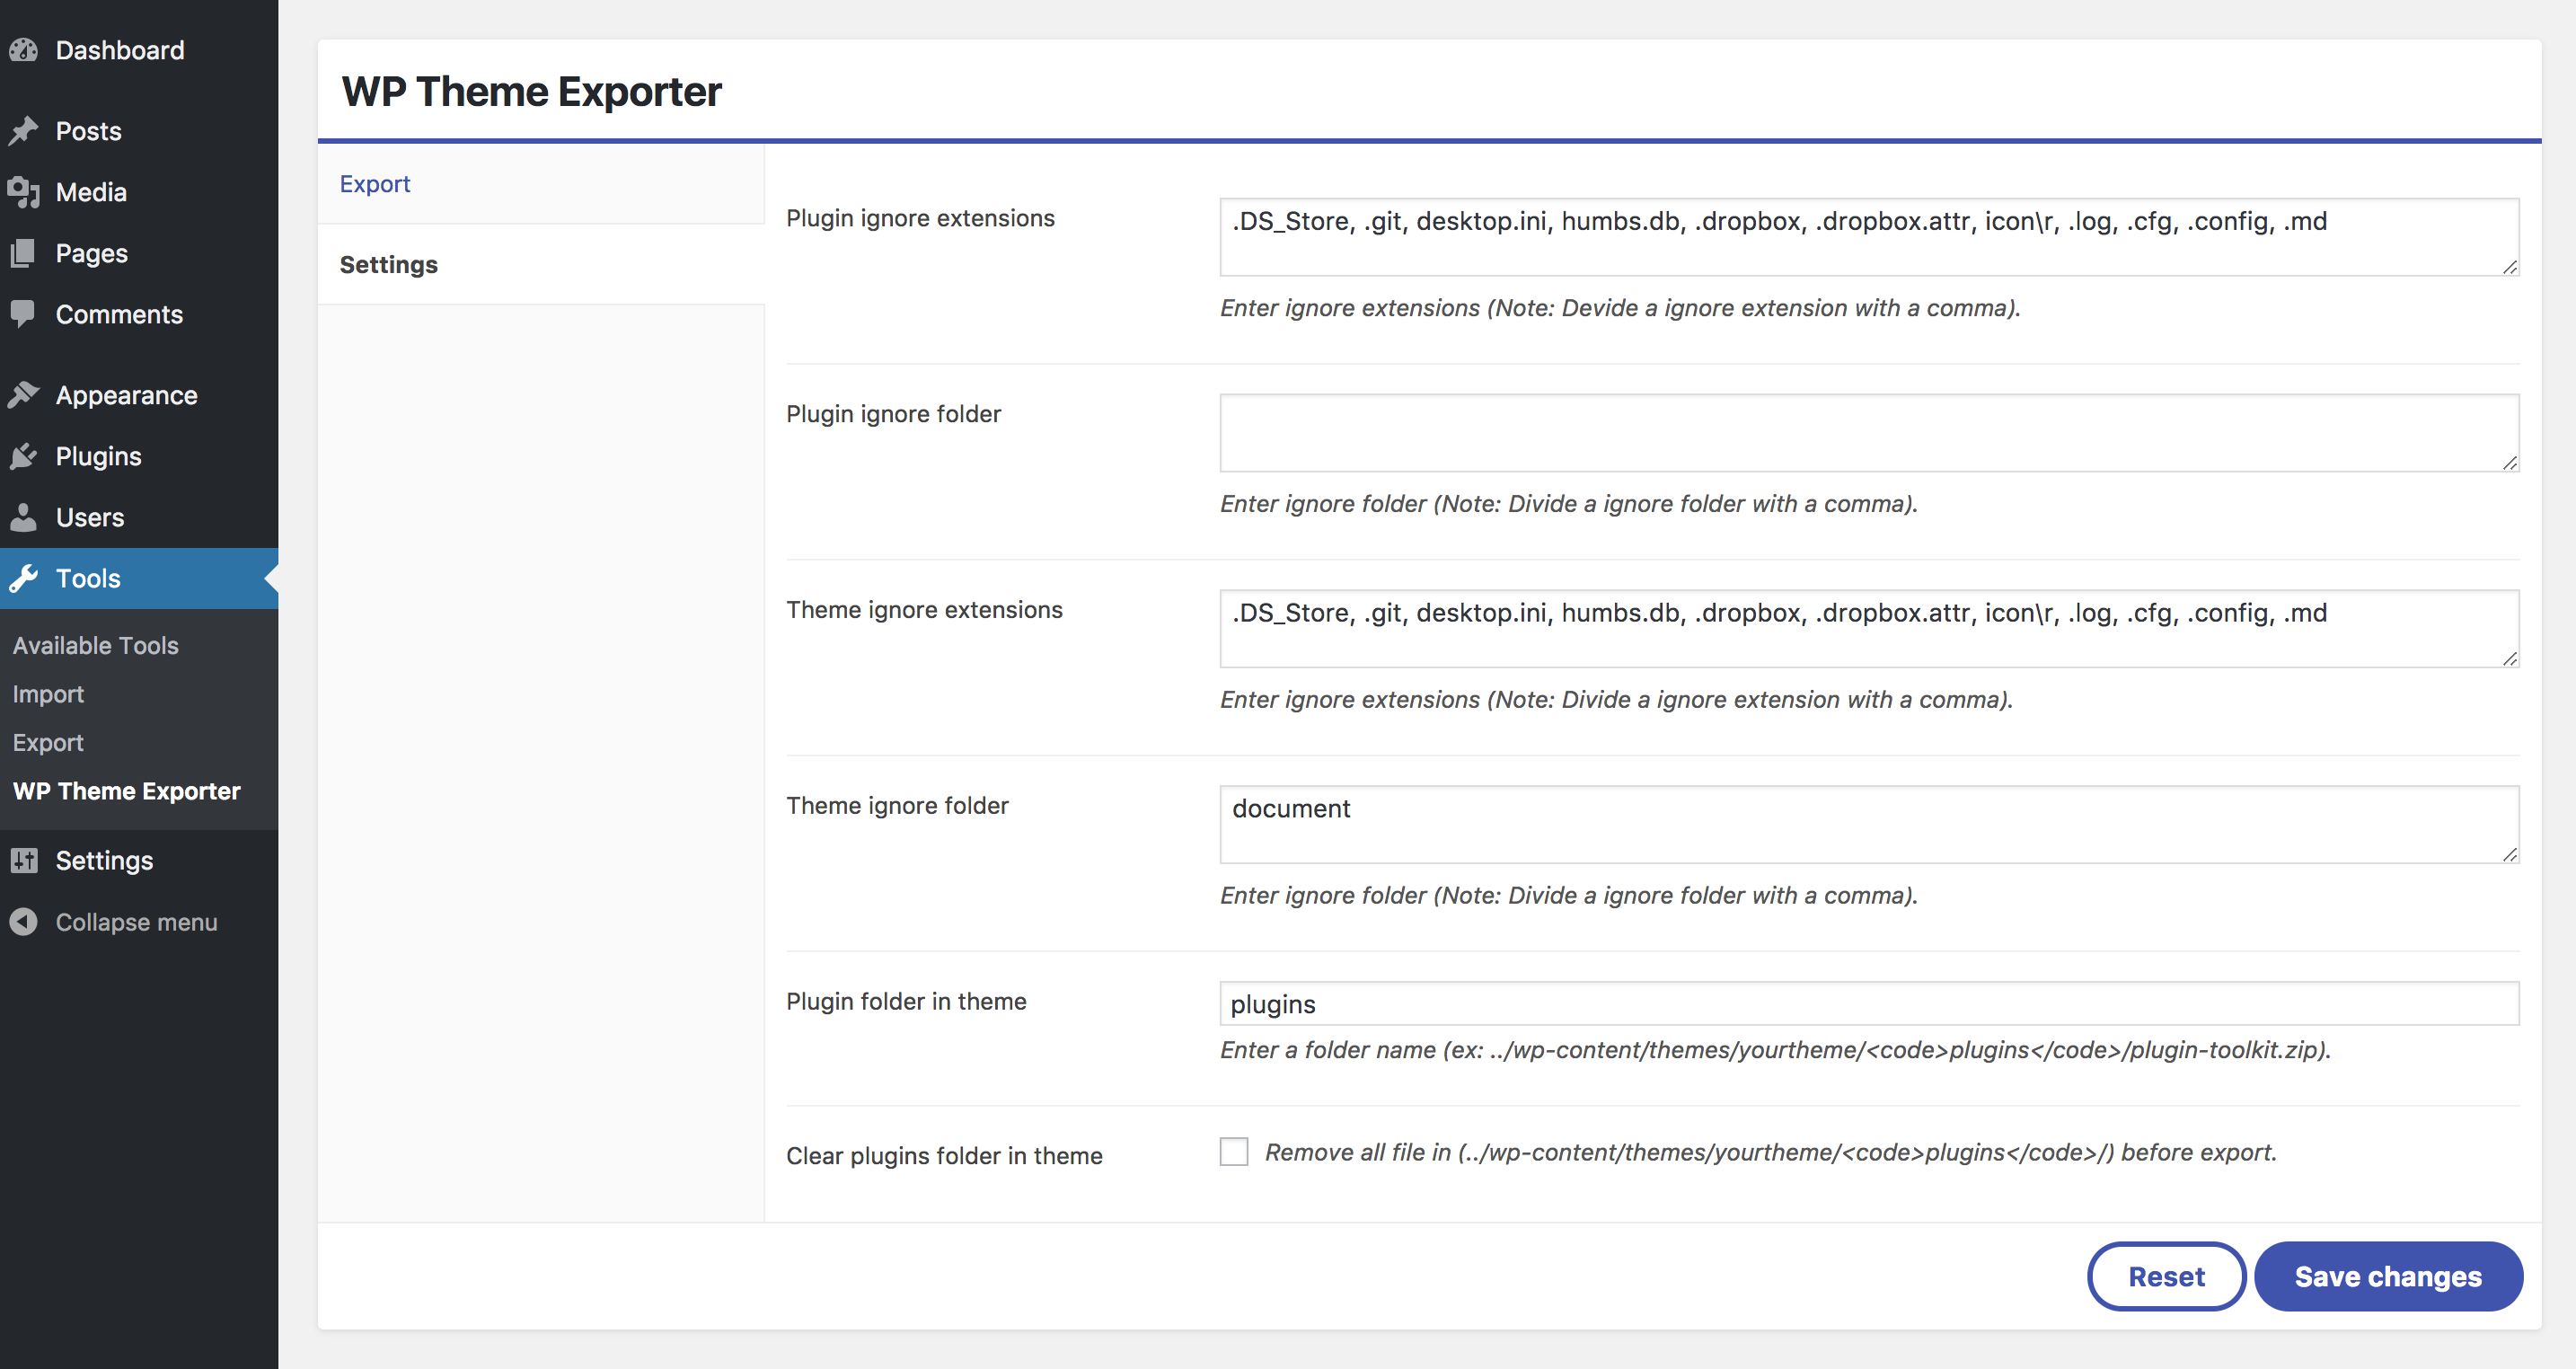 Dashboard
Posts
Media
Pages
Comments
Appearance
Plugins
Users
Tools
Available Tools
Import
Export
WP Theme Exporter
Settings
Collapse menu
WP Theme Exporter
Export
Settings
Plugin ignore extensions
.DS_Store, .git, desktop.ini, humbs.db, .dropbox, .dropbox.attr, icon\r, .log, .cfg, .config, .md
Enter ignore extensions (Note: Devide a ignore extension with a comma).
Plugin ignore folder
Enter ignore folder (Note: Divide a ignore folder with a comma).
Theme ignore extensions
.DS_Store, .git, desktop.ini, humbs.db, .dropbox, .dropbox.attr, icon\r, .log, .cfg, .config, .md
Enter ignore extensions (Note: Divide a ignore extension with a comma).
Theme ignore folder
document
Enter ignore folder (Note: Divide a ignore folder with a comma).
Plugin folder in theme
plugins
Enter a folder name (ex: ../wp-content/themes/yourtheme/<code>plugins</code>/plugin-toolkit.zip).
Clear plugins folder in theme
Remove all file in (../wp-content/themes/yourtheme/<code>plugins</code>/) before export.
Reset
Save changes